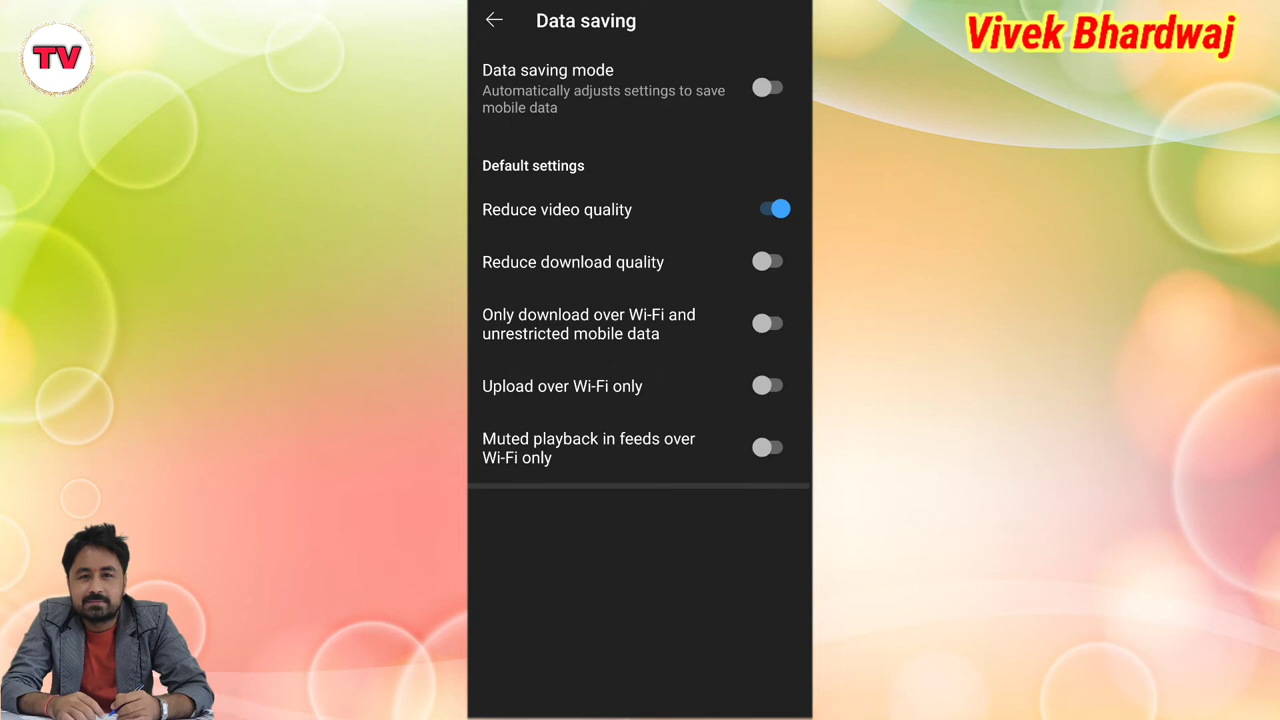 TV
Vivek Bhardwaj
Data saving
Data saving mode
Automatically adjusts settings to save
mobile data
Default settings
Reduce video quality
Reduce download quality
Only download over Wi-Fi and
unrestricted mobile data
Upload over Wi-Fi only
Muted playback in feeds over
Wi-Fi only